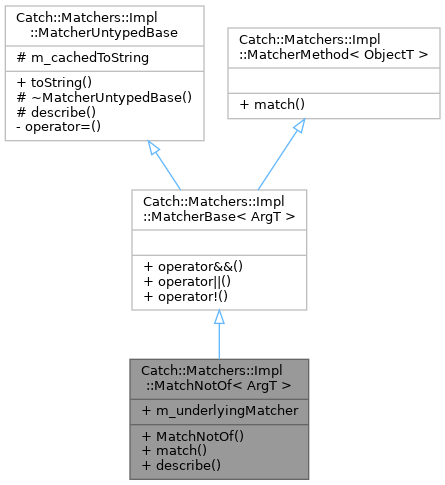 Catch::Matchers::Impl
::MatcherUntypedBase
# m_cachedToString
+ toString()
# ~MatcherUntypedBase()
# describe()
- operator=()
Catch::Matchers::Impl
::MatcherMethod< ObjectT >
+ match()
Catch::Matchers::Impl
::MatcherBase< ArgT >
+ operator&&()
+ operator||()
+ operator!()
Catch::Matchers::Impl
::MatchNotOf< ArgT >
+ m_underlyingMatcher
+ MatchNotOf()
+ match()
+ describe()